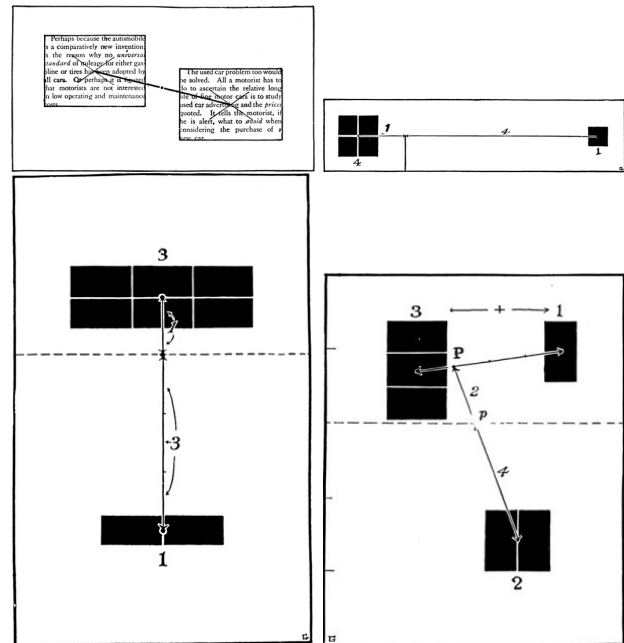 Perhaps because the automobile
is a comparatively new invention
is the reason why no universal
standard of mileage for either gas-
oline or tires has been adopted by
all cars. Or perhaps it is figured
that motorists are not interested
in low operating and maintenance
costs.
The used car problem too would
be solved. All a motorist has to
do to ascertain the relative long
life of fine motor cars is to study
used car advertising and the prices
quoted. It tells the motorist, if
he is alert, what to avoid when
considering the purchase of a
new car.
1
4
4
1
3
1
3
1
3
+
1
P
2
p
4
2